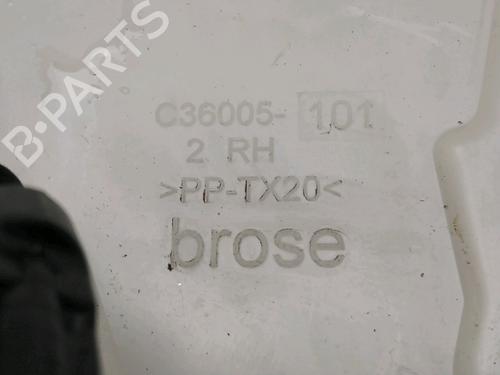 C36005- 101
2 RH
>PP-TX20<
brose
B-PARTS